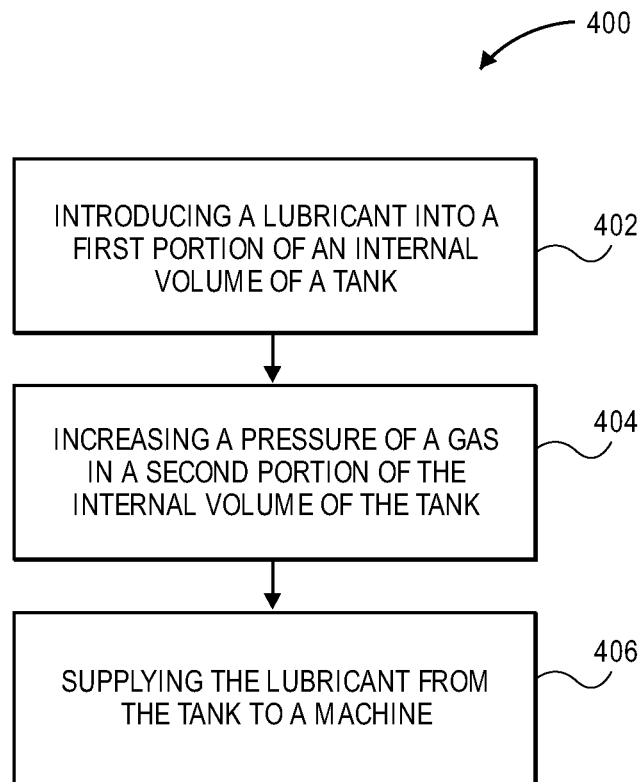 400
INTRODUCING A LUBRICANT INTO A
FIRST PORTION OF AN INTERNAL
VOLUME OF A TANK
402
INCREASING A PRESSURE OF A GAS
IN A SECOND PORTION OF THE
INTERNAL VOLUME OF THE TANK
404
SUPPLYING THE LUBRICANT FROM
THE TANK TO A MACHINE
406